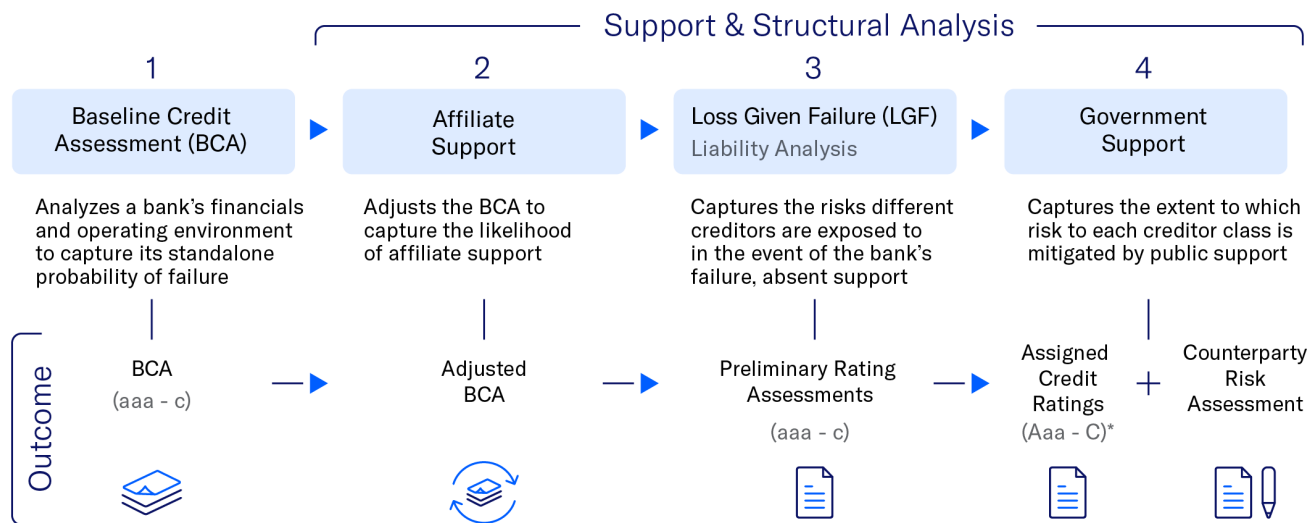 Support & Structural Analysis
1
2
3
4
Baseline Credit
Assessment (BCA)
Affiliate
Support
Loss Given Failure (LGF)
Liability Analysis
Government
Support
Analyzes a bank's financials
and operating environment
to capture its standalone
probability of failure
Adjusts the BCA to
capture the likelihood
of affiliate support
Captures the risks different
creditors are exposed to
in the event of the bank's
failure, absent support
Captures the extent to which
risk to each creditor class is
mitigated by public support
Outcome
BCA
(aaa - c)
Adjusted
BCA
Preliminary Rating
Assessments
(aaa - c)
Assigned
Credit
Ratings
(Aaa - C)*
+
Counterparty
Risk
Assessment